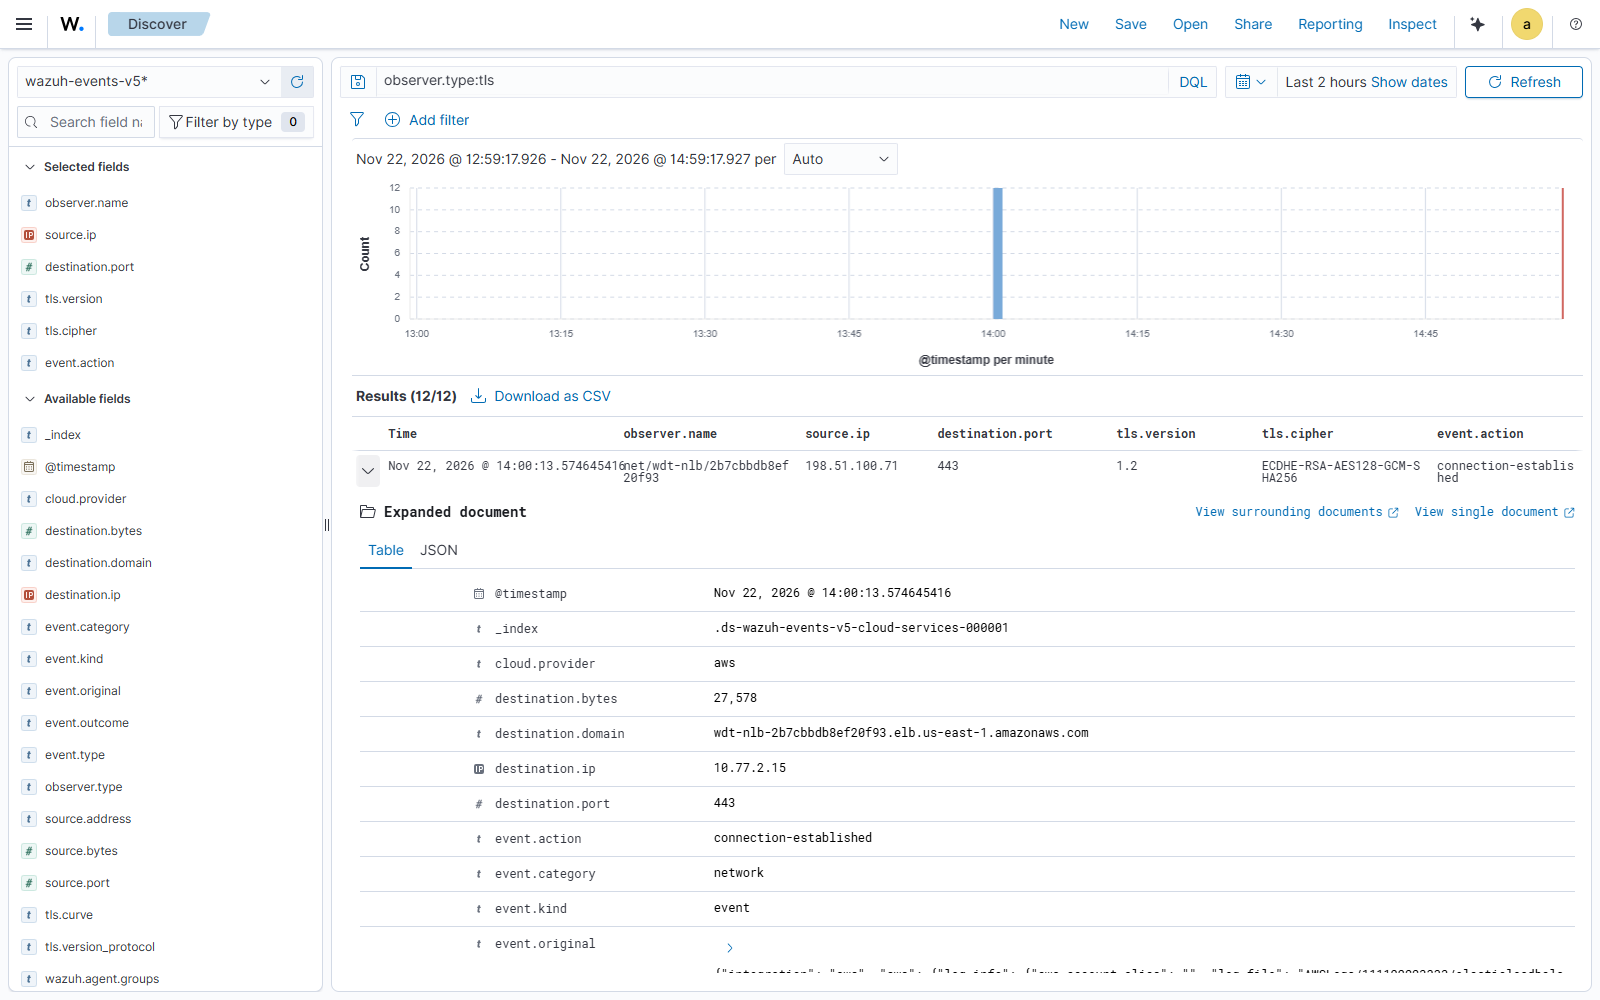 W.
Discover
New
Save
Open
Share
Reporting
Inspect
a
wazuh-events-v5*
Search field na
Filter by type 0
Selected fields
observer.name
source.ip
destination.port
tls.version
tls.cipher
event.action
Available fields
_index
@timestamp
cloud.provider
destination.bytes
destination.domain
destination.ip
event.category
event.kind
event.original
event.outcome
event.type
observer.type
source.address
source.bytes
source.port
tls.curve
tls.version_protocol
wazuh.agent.groups
observer.type:tls
DQL
Last 2 hours Show dates
Refresh
Add filter
Nov 22, 2026 @ 12:59:17.926 - Nov 22, 2026 @ 14:59:17.927 per Auto
Count
12
10
8
6
4
2
0
13:00 13:15 13:30 13:45 14:00 14:15 14:30 14:45
@timestamp per minute
Results (12/12) Download as CSV
Time observer.name source.ip destination.port tls.version tls.cipher event.action
Nov 22, 2026 @ 14:00:13.574645416 net/wdt-nlb/2b7cbbdb8ef 198.51.100.71 443 1.2 ECDHE-RSA-AES128-GCM-S connection-establis
20f93 HA256 hed
Expanded document View surrounding documents View single document
Table JSON
@timestamp Nov 22, 2026 @ 14:00:13.574645416
t _index .ds-wazuh-events-v5-cloud-services-000001
t cloud.provider aws
# destination.bytes 27,578
t destination.domain wdt-nlb-2b7cbbdb8ef20f93.elb.us-east-1.amazonaws.com
IP destination.ip 10.77.2.15
# destination.port 443
t event.action connection-established
t event.category network
t event.kind event
t event.original